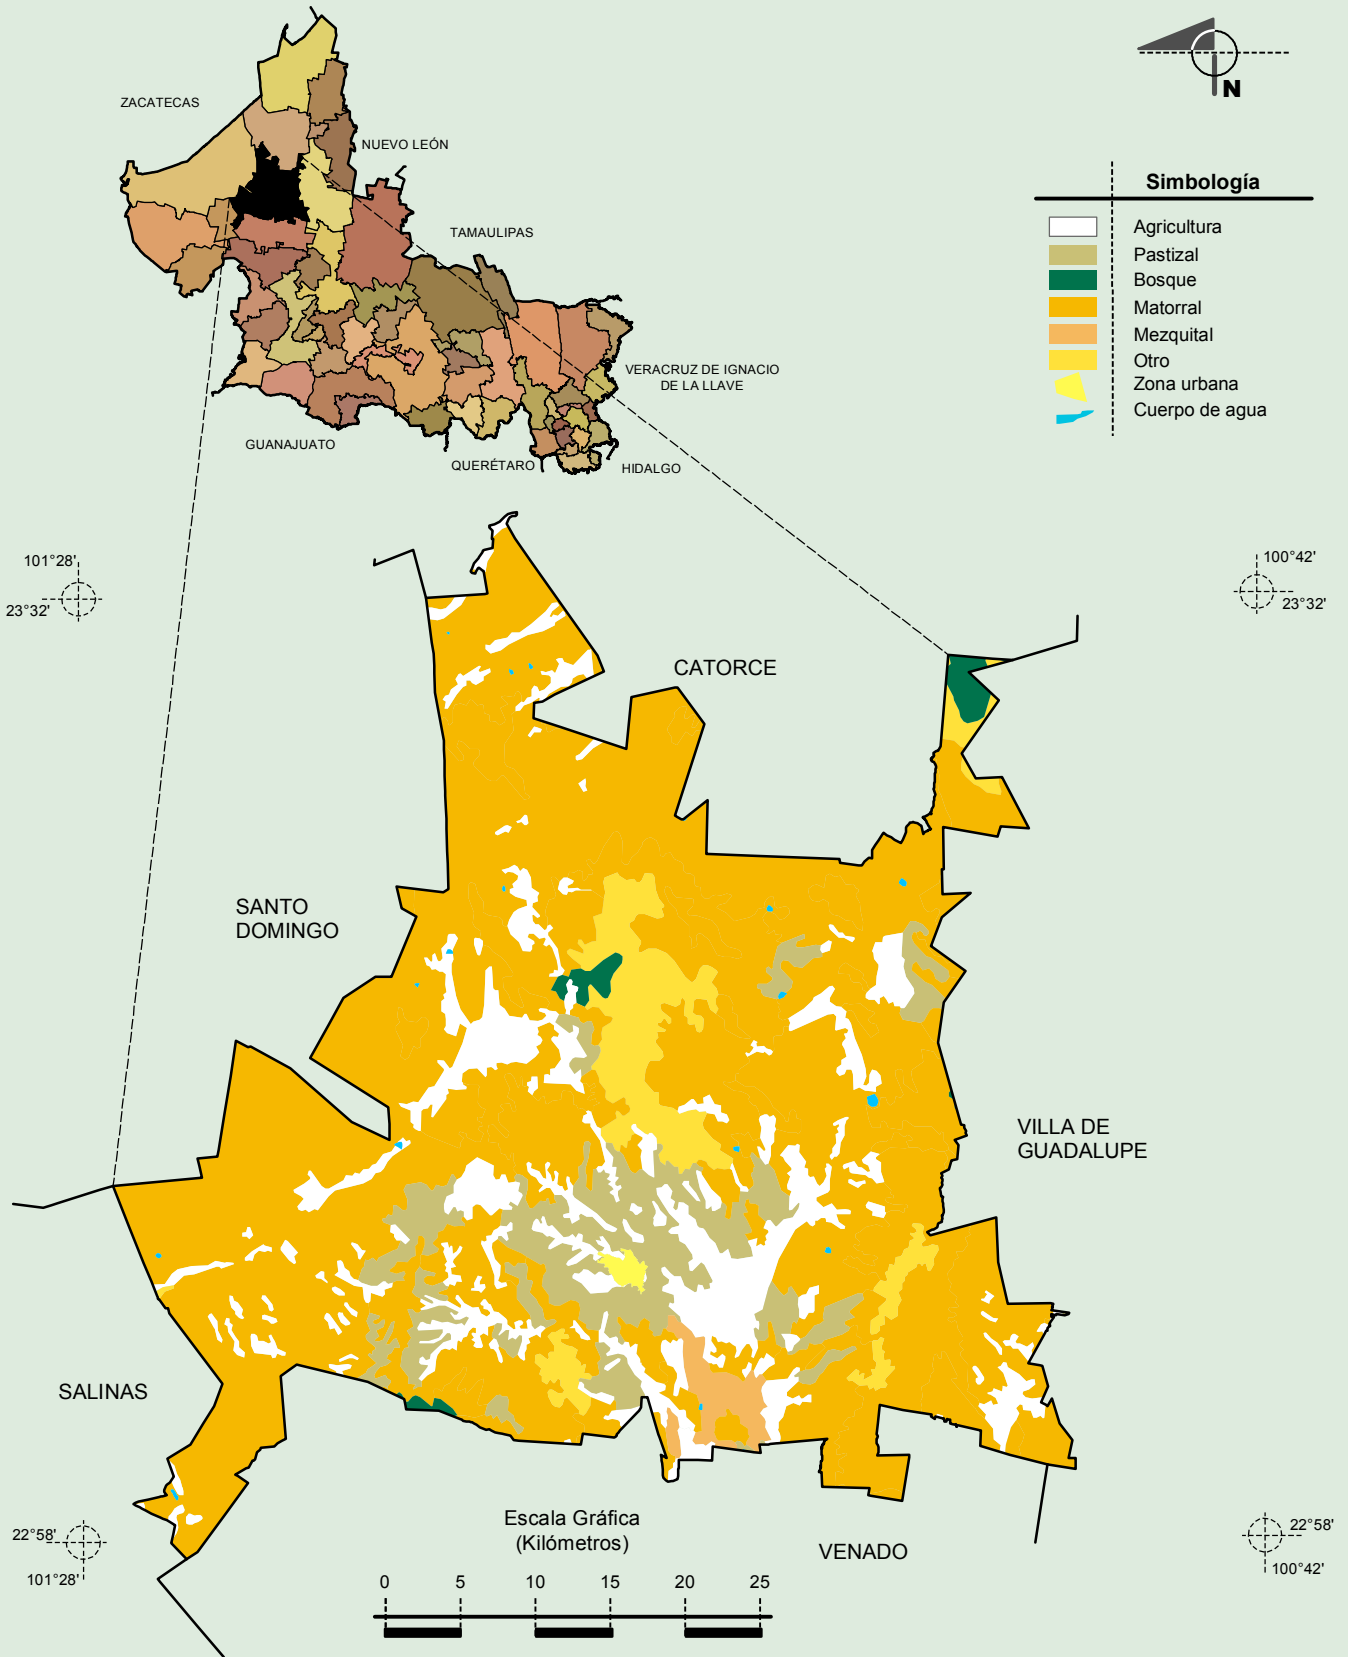 ZACATECAS
NUEVO LEÓN
TAMAULIPAS
VERACRUZ DE IGNACIO
DE LA LLAVE
GUANAJUATO
QUERÉTARO
HIDALGO
N
Simbología
Agricultura
Pastizal
Bosque
Matorral
Mezquital
Otro
Zona urbana
Cuerpo de agua
101°28'
23°32'
100°42'
23°32'
CATORCE
SANTO
DOMINGO
VILLA DE
GUADALUPE
SALINAS
VENADO
22°58'
101°28'
22°58'
100°42'
Escala Gráfica
(Kilómetros)
0 5 10 15 20 25